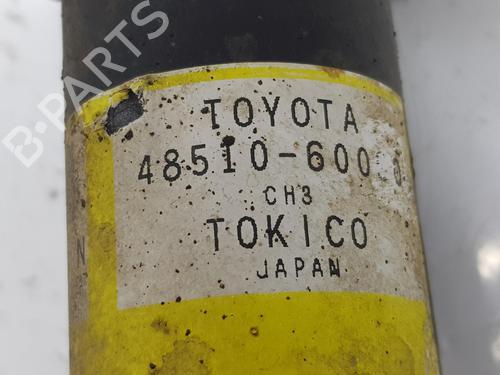 B-PARTS
TOYOTA
48510-600
CH3
TOKICO
JAPAN
N